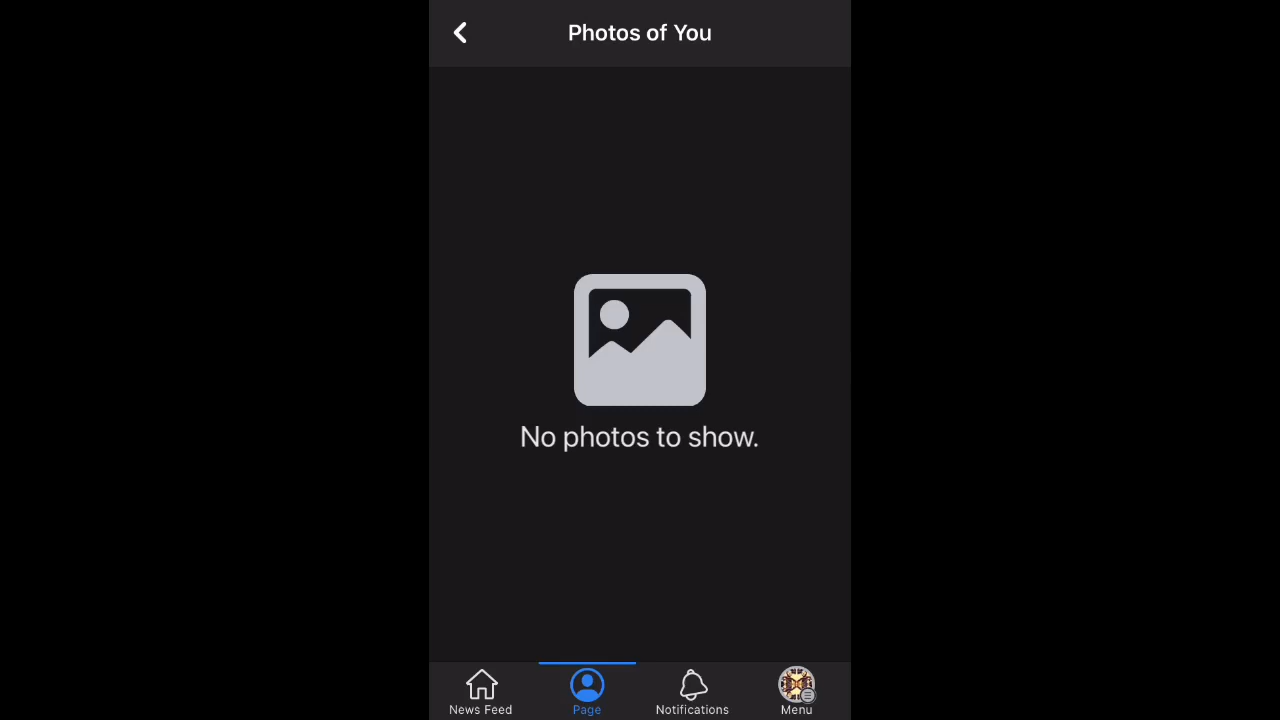 Photos of You
No photos to show.
News Feed
Page
Notifications
Menu